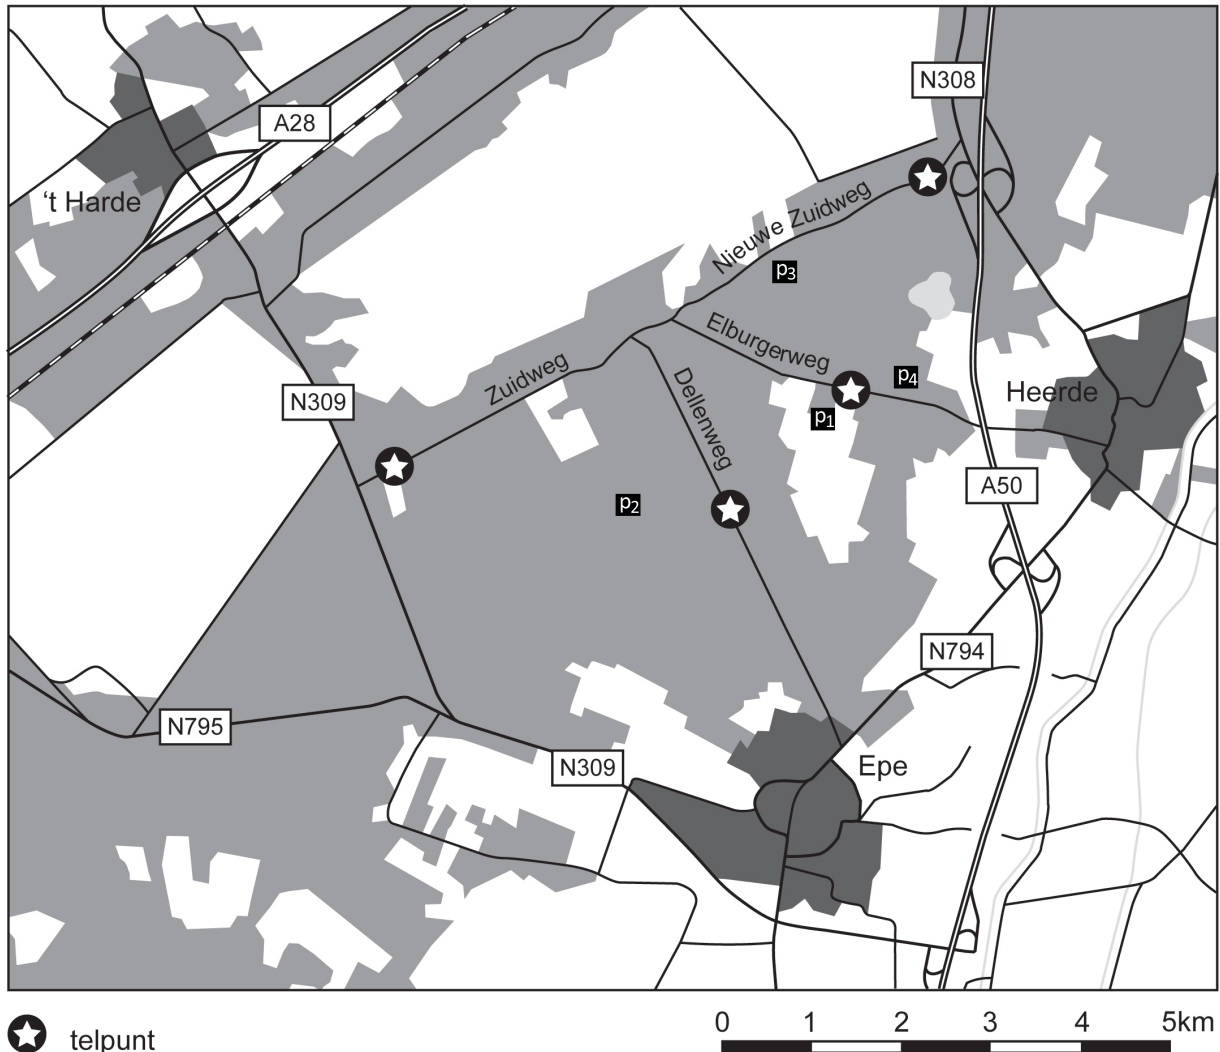 N308
A28
't Harde
Nieuwe Zuidweg
p3
Elburgerweg
Zuidweg
p4
Dellenweg
Heerde
N309
p1
A50
p2
N794
N795
N309
Epe
0 1 2 3 4 5km
telpunt